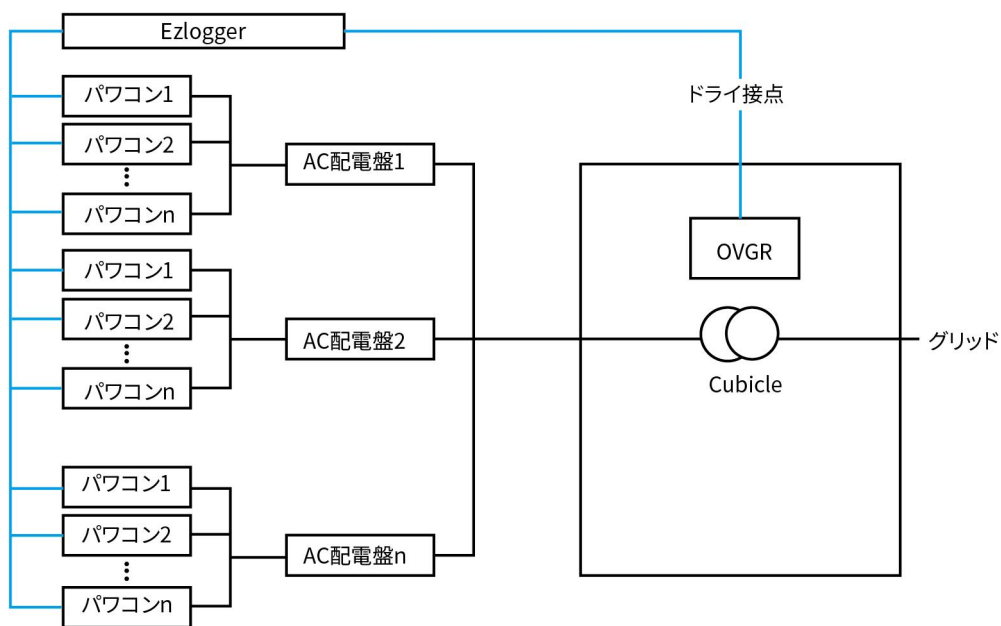 Ezlogger
パワコン1
パワコン2
パワコンn
AC配電盤1
パワコン1
パワコン2
パワコンn
AC配電盤2
パワコン1
パワコン2
パワコンn
AC配電盤n
ドライ接点
OVGR
Cubicle
グリッド